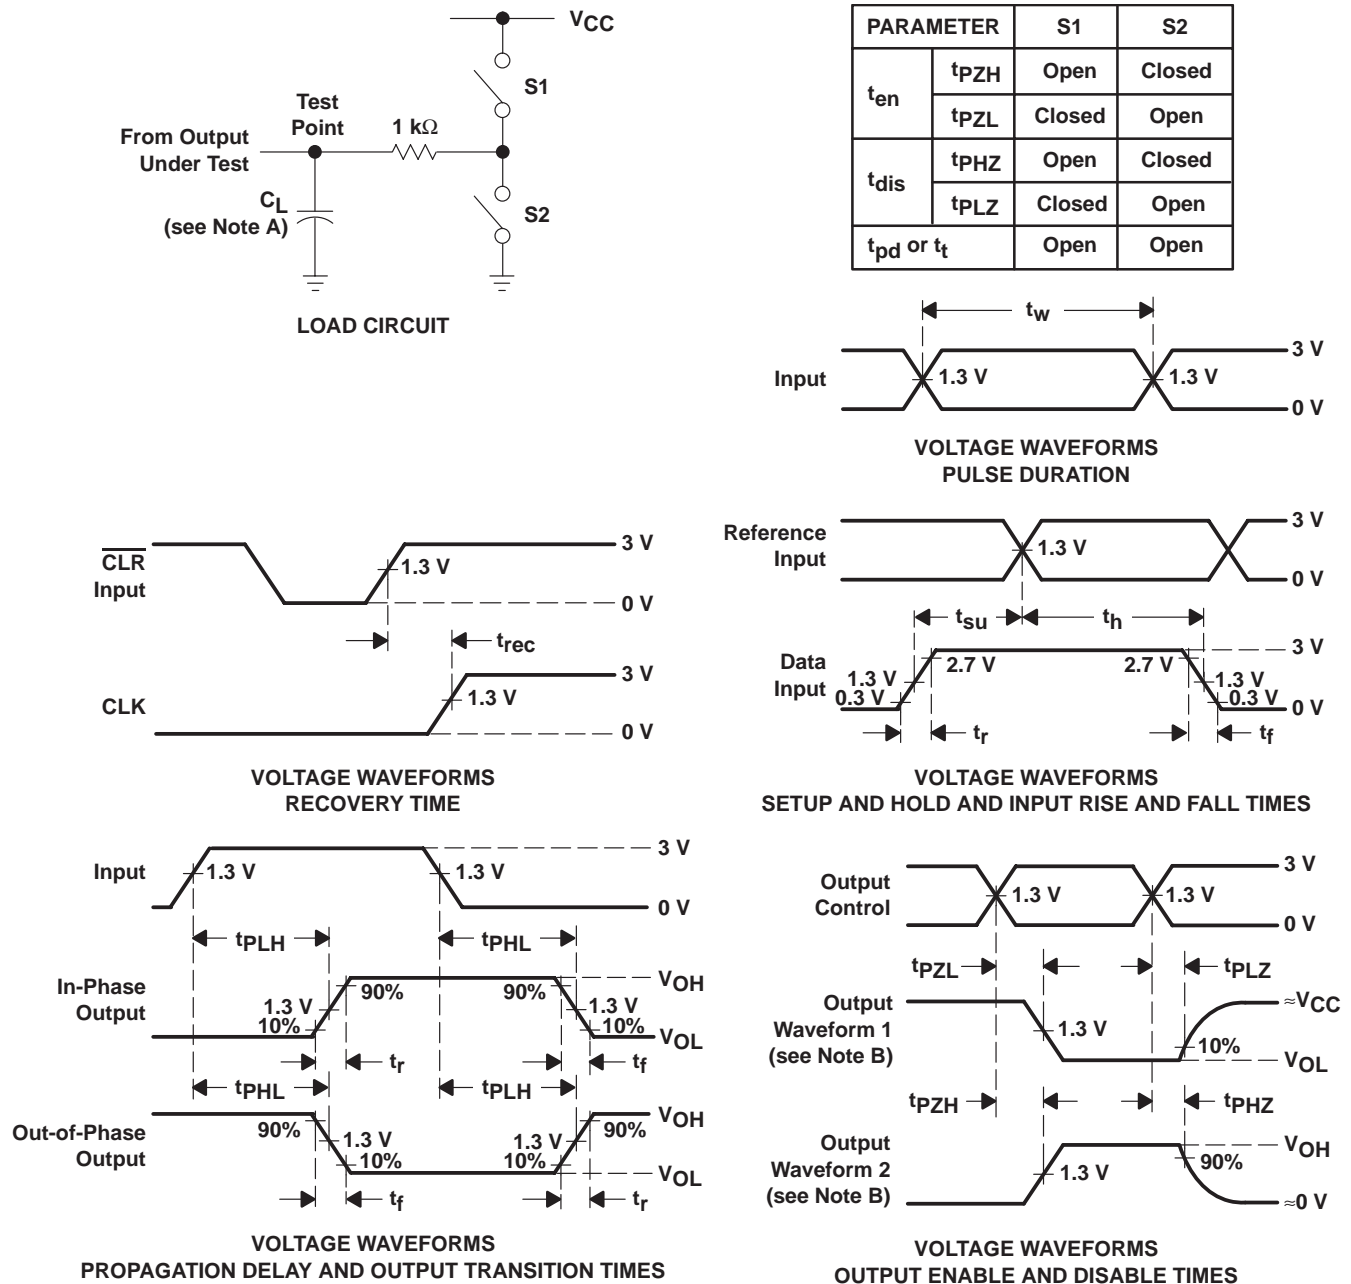 VCC
S1
Test
Point
1 kΩ
From Output
Under Test
CL
(see Note A)
S2
LOAD CIRCUIT
PARAMETER S1 S2
ten tPZH Open Closed
tPZL Closed Open
tdis tPHZ Open Closed
tPLZ Closed Open
tpd or tt Open Open
tw
3 V
Input
1.3 V 1.3 V
0 V
VOLTAGE WAVEFORMS
PULSE DURATION
CLR
Input
3 V
1.3 V
0 V
trec
CLK
3 V
1.3 V
0 V
VOLTAGE WAVEFORMS
RECOVERY TIME
Reference
Input
3 V
1.3 V
0 V
tsu th
Data
Input
3 V
2.7 V 2.7 V
1.3 V 1.3 V
0.3 V 0.3 V
0 V
tr tf
VOLTAGE WAVEFORMS
SETUP AND HOLD AND INPUT RISE AND FALL TIMES
Input
3 V
1.3 V 1.3 V
0 V
tPLH tPHL
In-Phase
Output
VOH
90% 90%
1.3 V 1.3 V
10% 10%
VOL
tr tf
tPHL tPLH
Out-of-Phase
Output
VOH
90% 90%
1.3 V 1.3 V
10% 10%
VOL
tf tr
VOLTAGE WAVEFORMS
PROPAGATION DELAY AND OUTPUT TRANSITION TIMES
Output
Control
3 V
1.3 V 1.3 V
0 V
tPZL tPLZ
Output
Waveform 1
(see Note B)
≈VCC
1.3 V
10%
VOL
tPZH tPHZ
Output
Waveform 2
(see Note B)
VOH
1.3 V
90%
≈0 V
VOLTAGE WAVEFORMS
OUTPUT ENABLE AND DISABLE TIMES